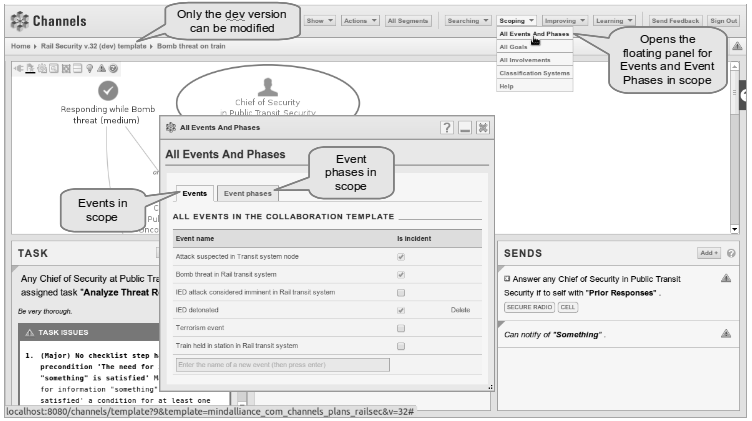 Channels
Only the dev version
can be modified
Show
Actions
All Segments
Searching
Scoping
Improving
Learning
Send Feedback
Sign Out
Home
Rail Security v.32 (dev) template
Bomb threat on train
All Events And Phases
All Goals
All Involvements
Classification Systems
Help
Opens the
floating panel for
Events and Event
Phases in scope
Responding while Bomb
threat (medium)
Chief of Security
in Public Transit Security
All Events And Phases
?
All Events And Phases
Event
phases in
scope
Events in
scope
Events
Event phases
ALL EVENTS IN THE COLLABORATION TEMPLATE
Event name
Is incident
Attack suspected in Transit system node
Bomb threat in Rail transit system
IED attack considered imminent in Rail transit system
IED detonated
Delete
Terrorism event
Train held in station in Rail transit system
Enter the name of a new event (then press enter)
TASK
Any Chief of Security at Public Tra
assigned task "Analyze Threat R
Be very thorough.
TASK ISSUES
1. (Major) No checklist step ha
precondition 'The need for
"something" is satisfied' M
for information "something"
satisfied' a condition for at least one
SENDS
Add
Answer any Chief of Security in Public Transit
Security if to self with "Prior Responses" .
SECURE RADIO
CELL
Can notify of "Something" .
localhost:8080/channels/template?9&template=mindalliance_com_channels_plans_railsec&v=32#